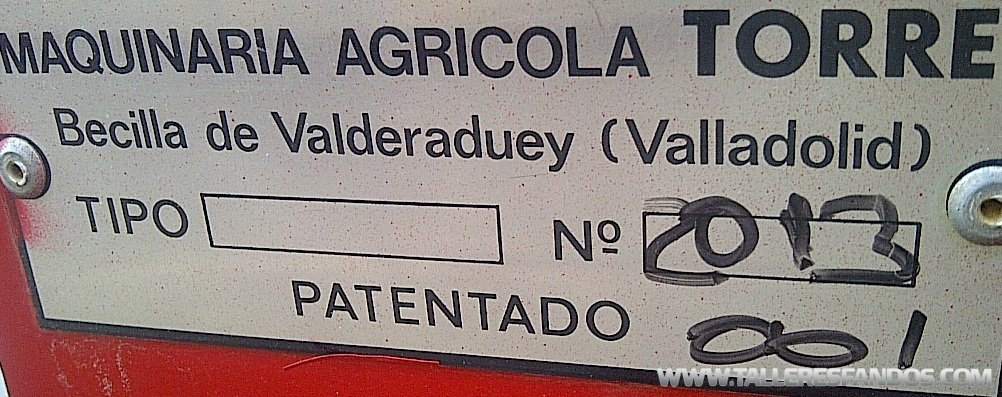 MAQUINARIA AGRICOLA TORRE
Becilla de Valderaduey (Valladolid)
TIPO Nº 2013
PATENTADO 001
WWW.TALLERESFANDOS.COM